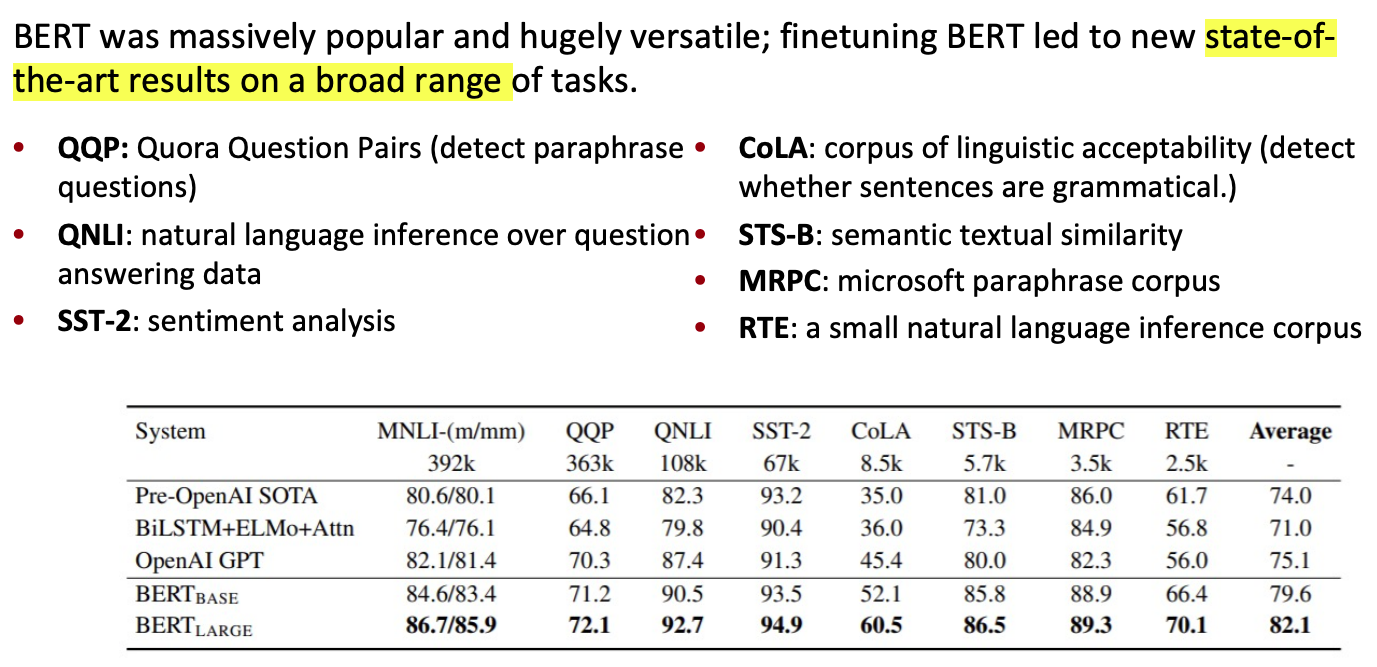 BERT was massively popular and hugely versatile; finetuning BERT led to new state-of-
the-art results on a broad range of tasks.
• QQP: Quora Question Pairs (detect paraphrase
questions)
• QNLI: natural language inference over question
answering data
• SST-2: sentiment analysis
• CoLA: corpus of linguistic acceptability (detect
whether sentences are grammatical.)
• STS-B: semantic textual similarity
• MRPC: microsoft paraphrase corpus
• RTE: a small natural language inference corpus
System MNLI-(m/mm) QQP QNLI SST-2 CoLA STS-B MRPC RTE Average
392k 363k 108k 67k 8.5k 5.7k 3.5k 2.5k -
Pre-OpenAI SOTA 80.6/80.1 66.1 82.3 93.2 35.0 81.0 86.0 61.7 74.0
BiLSTM+ELMo+Attn 76.4/76.1 64.8 79.8 90.4 36.0 73.3 84.9 56.8 71.0
OpenAI GPT 82.1/81.4 70.3 87.4 91.3 45.4 80.0 82.3 56.0 75.1
BERTBASE 84.6/83.4 71.2 90.5 93.5 52.1 85.8 88.9 66.4 79.6
BERTLARGE 86.7/85.9 72.1 92.7 94.9 60.5 86.5 89.3 70.1 82.1